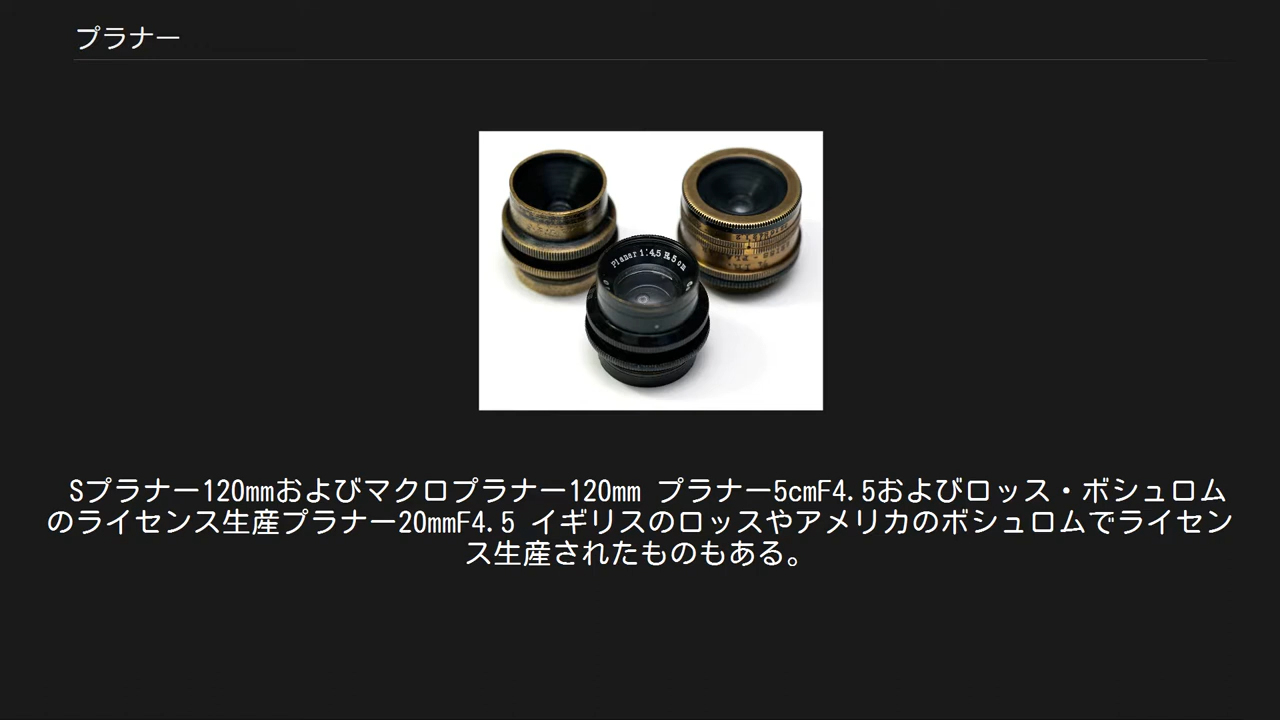 プラナー
Planar 1:4,5 F=5cm
Sプラナー120mmおよびマクロプラナー120mm プラナー5cmF4.5およびロッス・ボシュロム
のライセンス生産プラナー20mmF4.5 イギリスのロッスやアメリカのボシュロムでライセン
ス生産されたものもある。